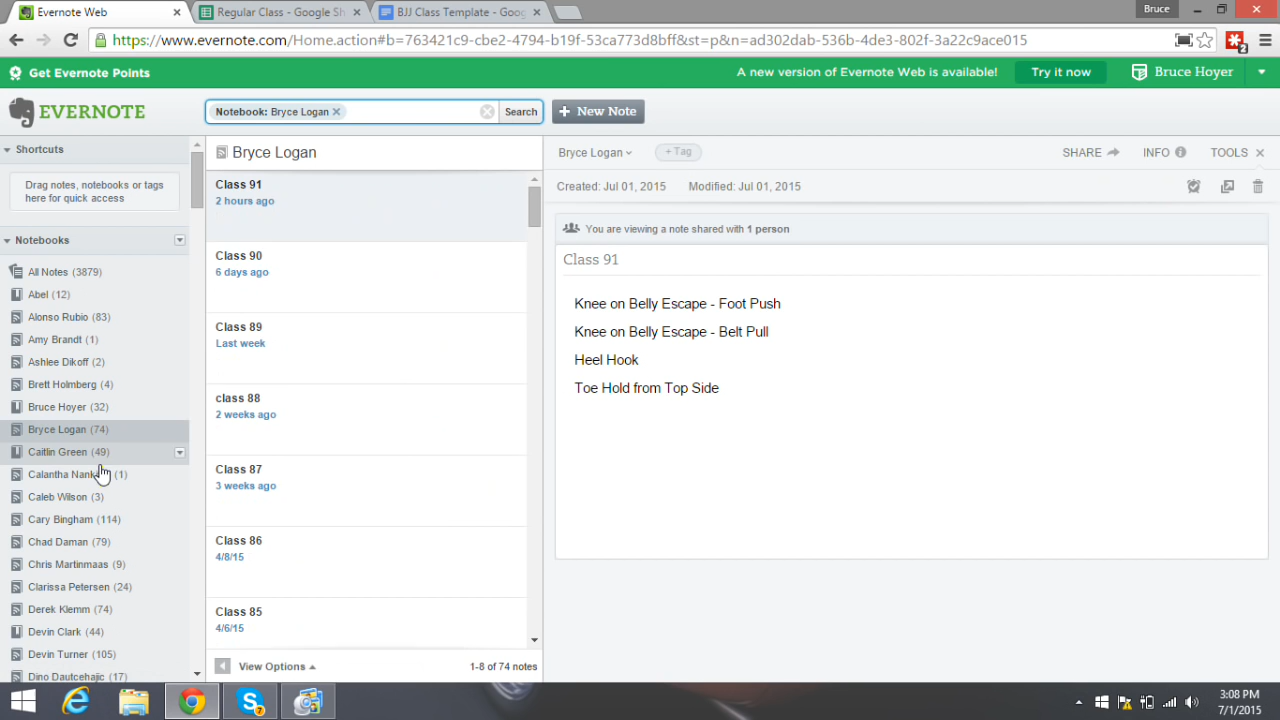 Evernote Web
Regular Class - Google Sh
BJJ Class Template - Goog
Bruce
https://www.evernote.com/Home.action#b=763421c9-cbe2-4794-b19f-53ca773d8bff&st=p&n=ad302dab-536b-4de3-802f-3a22c9ace015
2
Get Evernote Points
A new version of Evernote Web is available!
Try it now
Bruce Hoyer
EVERNOTE
Notebook: Bryce Logan
Search
+ New Note
Shortcuts
Drag notes, notebooks or tags
here for quick access
Notebooks
All Notes (3879)
Abel (12)
Alonso Rubio (83)
Amy Brandt (1)
Ashlee Dikoff (2)
Brett Holmberg (4)
Bruce Hoyer (32)
Bryce Logan (74)
Caitlin Green (49)
Calantha Nank (1)
Caleb Wilson (3)
Cary Bingham (114)
Chad Daman (79)
Chris Martinmaas (9)
Clarissa Petersen (24)
Derek Klemm (74)
Devin Clark (44)
Devin Turner (105)
Dino Dautcehajic (17)
Bryce Logan
Class 91
2 hours ago
Class 90
6 days ago
Class 89
Last week
class 88
2 weeks ago
Class 87
3 weeks ago
Class 86
4/8/15
Class 85
4/6/15
View Options
1-8 of 74 notes
Bryce Logan
+ Tag
SHARE
INFO
TOOLS
Created: Jul 01, 2015
Modified: Jul 01, 2015
You are viewing a note shared with 1 person
Class 91
Knee on Belly Escape - Foot Push
Knee on Belly Escape - Belt Pull
Heel Hook
Toe Hold from Top Side
3:08 PM
7/1/2015